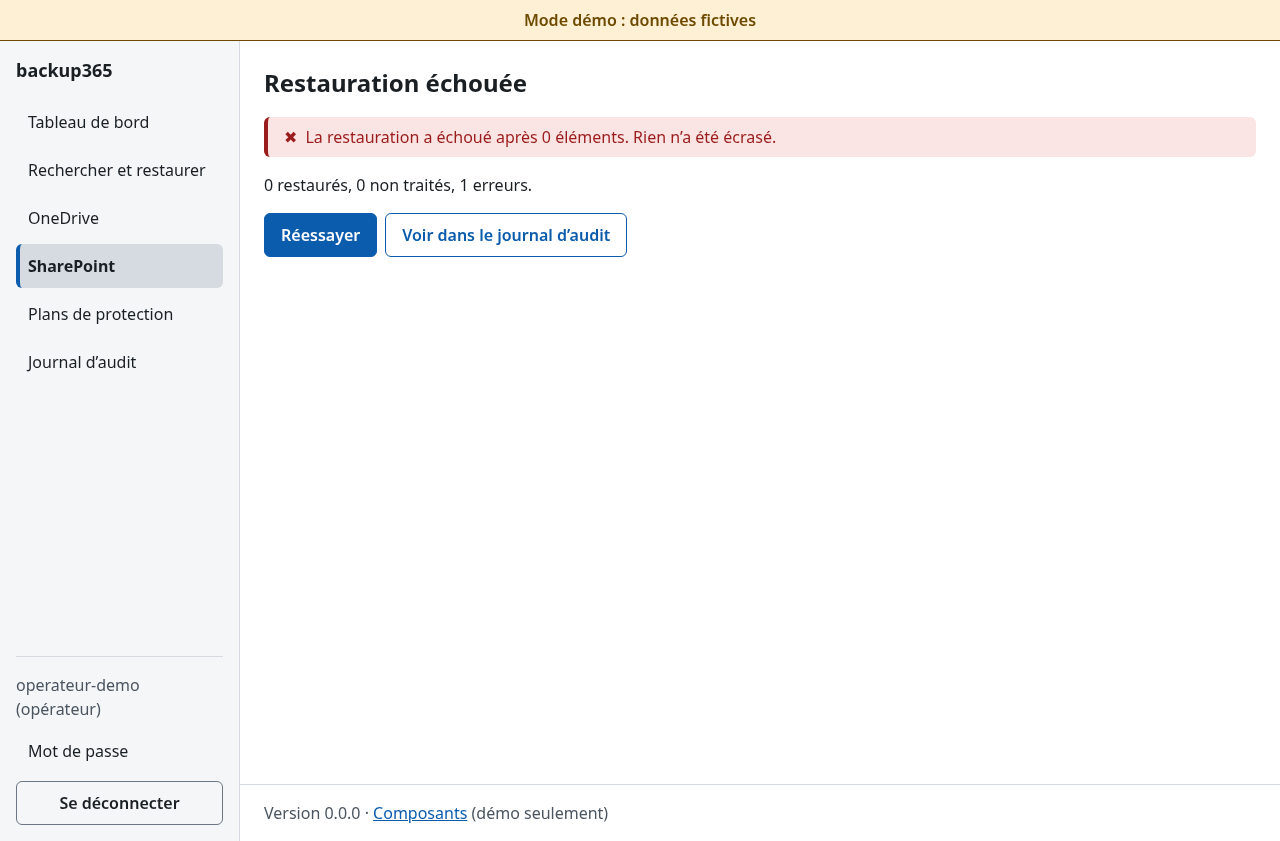 Mode démo : données fictives
backup365
Tableau de bord
Rechercher et restaurer
OneDrive
SharePoint
Plans de protection
Journal d’audit
operateur-demo
(opérateur)
Mot de passe
Se déconnecter
Restauration échouée
✖ La restauration a échoué après 0 éléments. Rien n’a été écrasé.
0 restaurés, 0 non traités, 1 erreurs.
Réessayer
Voir dans le journal d’audit
Version 0.0.0 · Composants (démo seulement)